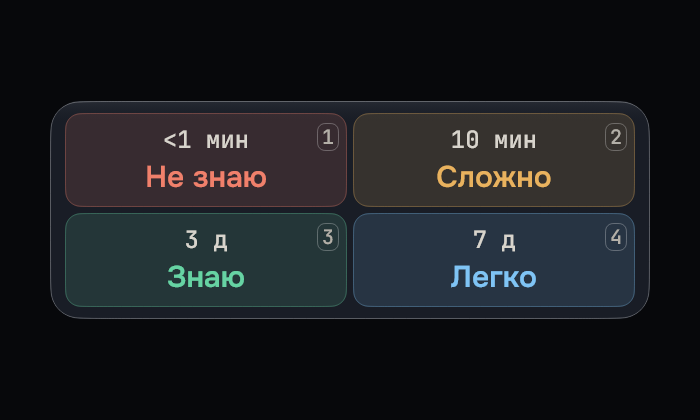 <1 мин 1
Не знаю
10 мин 2
Сложно
3 д 3
Знаю
7 д 4
Легко